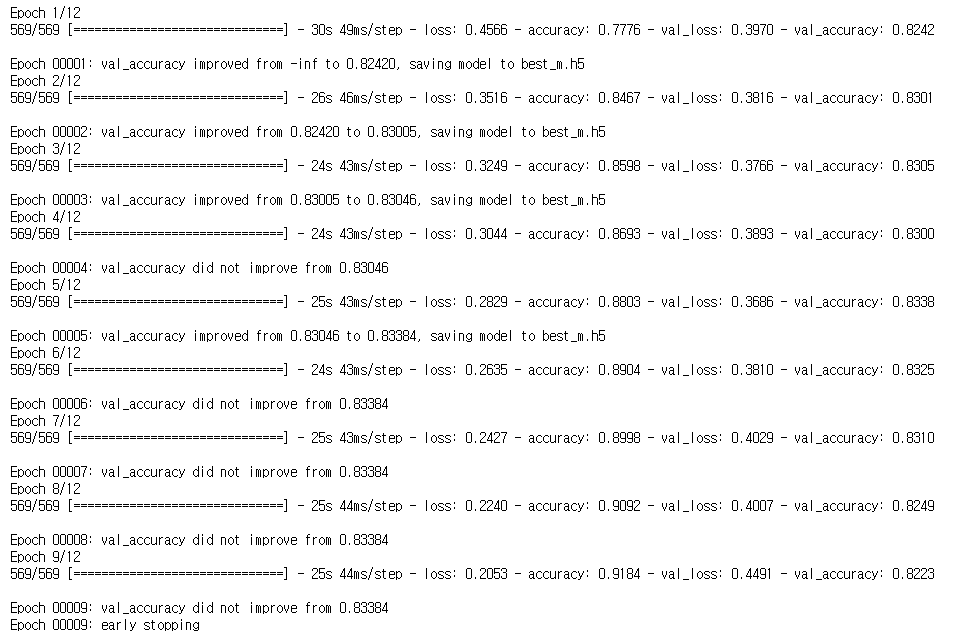 Epoch 1/12
569/569 [==============================] - 30s 49ms/step - loss: 0.4566 - accuracy: 0.7776 - val_loss: 0.3970 - val_accuracy: 0.8242
Epoch 00001: val_accuracy improved from -inf to 0.82420, saving model to best_m.h5
Epoch 2/12
569/569 [==============================] - 26s 46ms/step - loss: 0.3516 - accuracy: 0.8467 - val_loss: 0.3816 - val_accuracy: 0.8301
Epoch 00002: val_accuracy improved from 0.82420 to 0.83005, saving model to best_m.h5
Epoch 3/12
569/569 [==============================] - 24s 43ms/step - loss: 0.3249 - accuracy: 0.8598 - val_loss: 0.3766 - val_accuracy: 0.8305
Epoch 00003: val_accuracy improved from 0.83005 to 0.83046, saving model to best_m.h5
Epoch 4/12
569/569 [==============================] - 24s 43ms/step - loss: 0.3044 - accuracy: 0.8693 - val_loss: 0.3893 - val_accuracy: 0.8300
Epoch 00004: val_accuracy did not improve from 0.83046
Epoch 5/12
569/569 [==============================] - 25s 43ms/step - loss: 0.2829 - accuracy: 0.8803 - val_loss: 0.3686 - val_accuracy: 0.8338
Epoch 00005: val_accuracy improved from 0.83046 to 0.83384, saving model to best_m.h5
Epoch 6/12
569/569 [==============================] - 24s 43ms/step - loss: 0.2635 - accuracy: 0.8904 - val_loss: 0.3810 - val_accuracy: 0.8325
Epoch 00006: val_accuracy did not improve from 0.83384
Epoch 7/12
569/569 [==============================] - 25s 43ms/step - loss: 0.2427 - accuracy: 0.8998 - val_loss: 0.4029 - val_accuracy: 0.8310
Epoch 00007: val_accuracy did not improve from 0.83384
Epoch 8/12
569/569 [==============================] - 25s 44ms/step - loss: 0.2240 - accuracy: 0.9092 - val_loss: 0.4007 - val_accuracy: 0.8249
Epoch 00008: val_accuracy did not improve from 0.83384
Epoch 9/12
569/569 [==============================] - 25s 44ms/step - loss: 0.2053 - accuracy: 0.9184 - val_loss: 0.4491 - val_accuracy: 0.8223
Epoch 00009: val_accuracy did not improve from 0.83384
Epoch 00009: early stopping